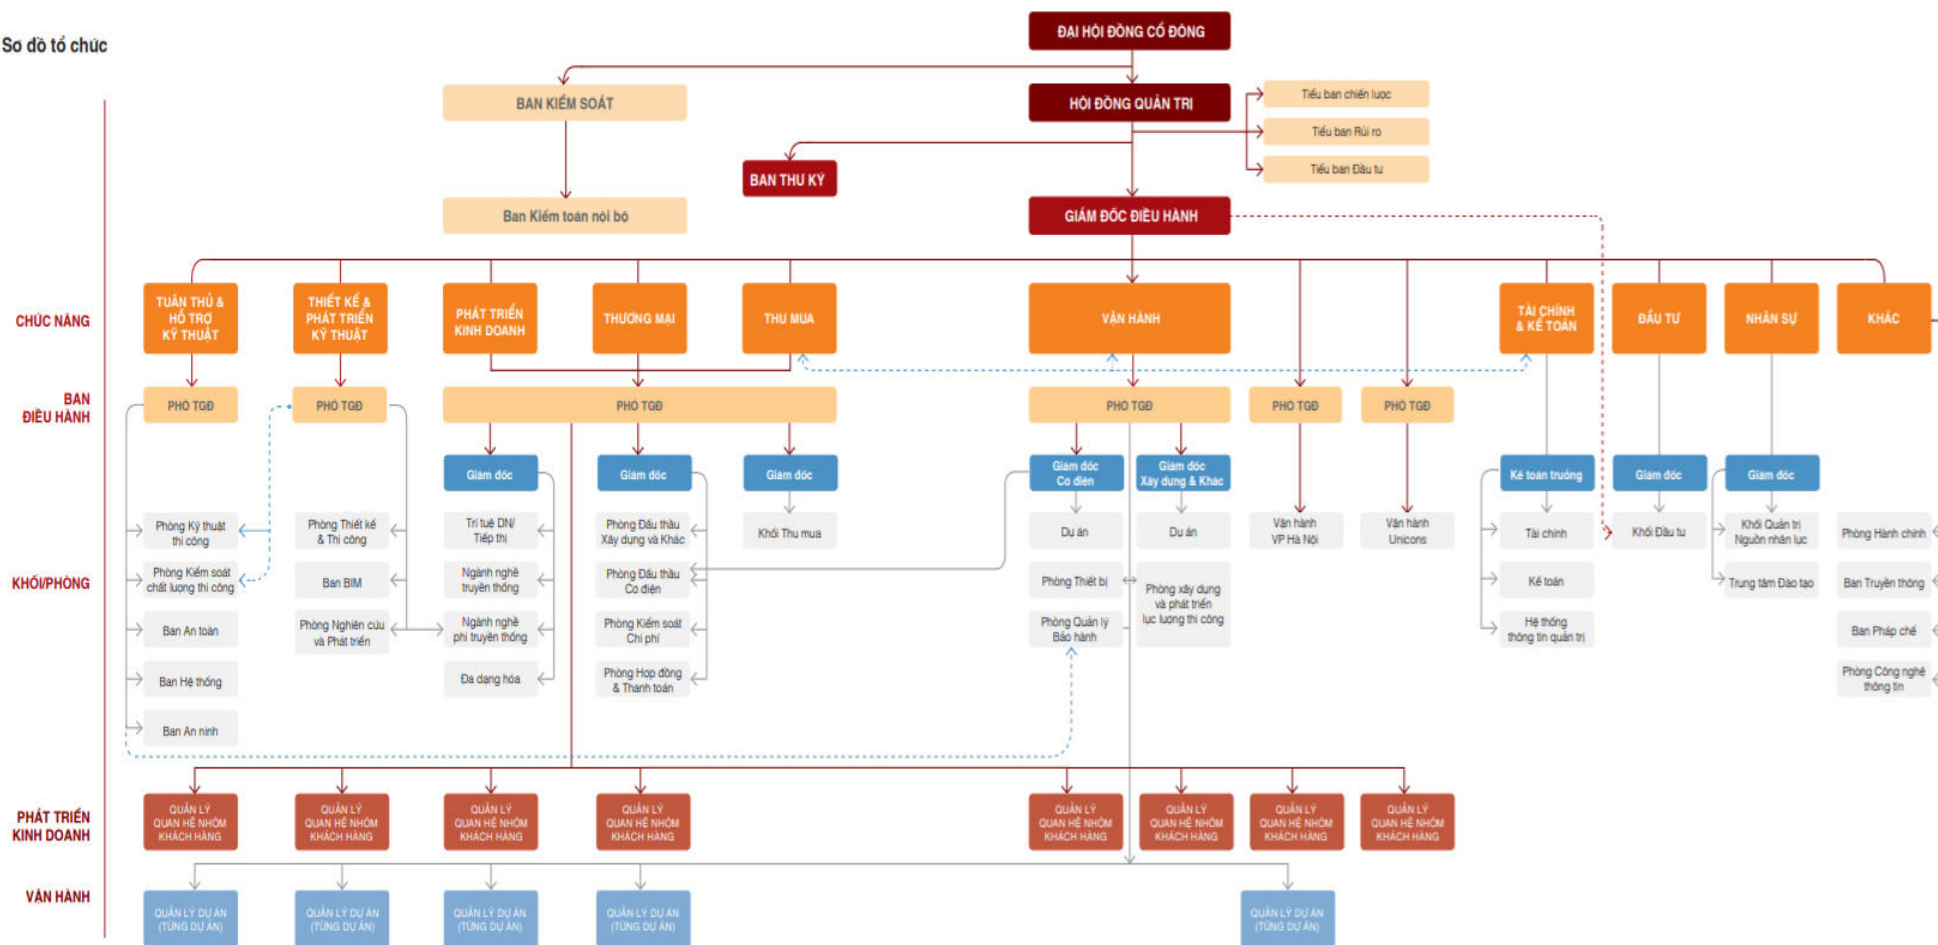 Sơ đồ tổ chức
ĐẠI HỘI ĐỒNG CỔ ĐÔNG
BAN KIỂM SOÁT
HỘI ĐỒNG QUẢN TRỊ
Tiểu ban chiến lược
Tiểu ban Rủi ro
Tiểu ban Đầu tư
BAN THƯ KÝ
Ban Kiểm toán nội bộ
GIÁM ĐỐC ĐIỀU HÀNH
CHỨC NĂNG
TUÂN THỦ &
HỖ TRỢ
KỸ THUẬT
THIẾT KẾ &
PHÁT TRIỂN
KỸ THUẬT
PHÁT TRIỂN
KINH DOANH
THƯƠNG MẠI
THU MUA
VẬN HÀNH
TÀI CHÍNH
& KẾ TOÁN
ĐẦU TƯ
NHÂN SỰ
KHÁC
BAN
ĐIỀU HÀNH
PHÓ TGĐ
PHÓ TGĐ
PHÓ TGĐ
PHÓ TGĐ
PHÓ TGĐ
PHÓ TGĐ
Giám đốc
Giám đốc
Giám đốc
Giám đốc
Cơ điện
Giám đốc
Xây dựng & Khác
Kế toán trưởng
Giám đốc
Giám đốc
KHỐI/PHÒNG
Phòng Kỹ thuật
thi công
Phòng Kiểm soát
chất lượng thi công
Ban An toàn
Ban Hệ thống
Ban An ninh
Phòng Thiết kế
& Thi công
Ban BIM
Phòng Nghiên cứu
và Phát triển
Trí tuệ DN/
Tiếp thị
Ngành nghề
truyền thống
Ngành nghề
phi truyền thống
Đa dạng hóa
Phòng Đấu thầu
Xây dựng và Khác
Phòng Đấu thầu
Cơ điện
Phòng Kiểm soát
Chi phí
Phòng Hợp đồng
& Thanh toán
Khối Thu mua
Dự án
Phòng Thiết bị
Phòng Quản lý
Bảo hành
Dự án
Phòng xây dựng
và phát triển
lực lượng thi công
Vận hành
VP Hà Nội
Vận hành
Unicons
Tài chính
Kế toán
Hệ thống
thông tin quản trị
Khối Đầu tư
Khối Quản trị
Nguồn nhân lực
Trung tâm Đào tạo
Phòng Hành chính
Ban Truyền thông
Ban Pháp chế
Phòng Công nghệ
thông tin
PHÁT TRIỂN
KINH DOANH
QUẢN LÝ
QUAN HỆ NHÓM
KHÁCH HÀNG
QUẢN LÝ
QUAN HỆ NHÓM
KHÁCH HÀNG
QUẢN LÝ
QUAN HỆ NHÓM
KHÁCH HÀNG
QUẢN LÝ
QUAN HỆ NHÓM
KHÁCH HÀNG
QUẢN LÝ
QUAN HỆ NHÓM
KHÁCH HÀNG
QUẢN LÝ
QUAN HỆ NHÓM
KHÁCH HÀNG
QUẢN LÝ
QUAN HỆ NHÓM
KHÁCH HÀNG
QUẢN LÝ
QUAN HỆ NHÓM
KHÁCH HÀNG
VẬN HÀNH
QUẢN LÝ DỰ ÁN
(TỪNG DỰ ÁN)
QUẢN LÝ DỰ ÁN
(TỪNG DỰ ÁN)
QUẢN LÝ DỰ ÁN
(TỪNG DỰ ÁN)
QUẢN LÝ DỰ ÁN
(TỪNG DỰ ÁN)
QUẢN LÝ DỰ ÁN
(TỪNG DỰ ÁN)